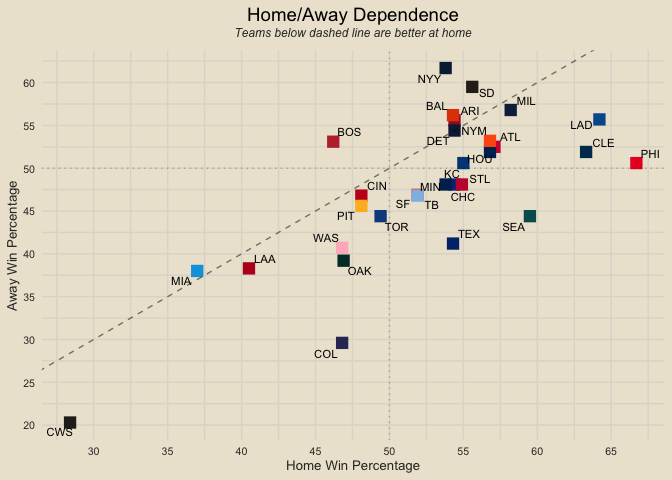 Home/Away Dependence
Teams below dashed line are better at home
Away Win Percentage
60
55
50
45
40
35
30
25
20
NYY
SD
BAL
ARI
MIL
LAD
DET
NYM
ATL
CLE
PHI
BOS
HOU
KC
STL
CIN
MIN
CHC
PIT
SF
TB
TOR
SEA
WAS
TEX
OAK
LAA
MIA
COL
CWS
30
35
40
45
50
55
60
65
Home Win Percentage